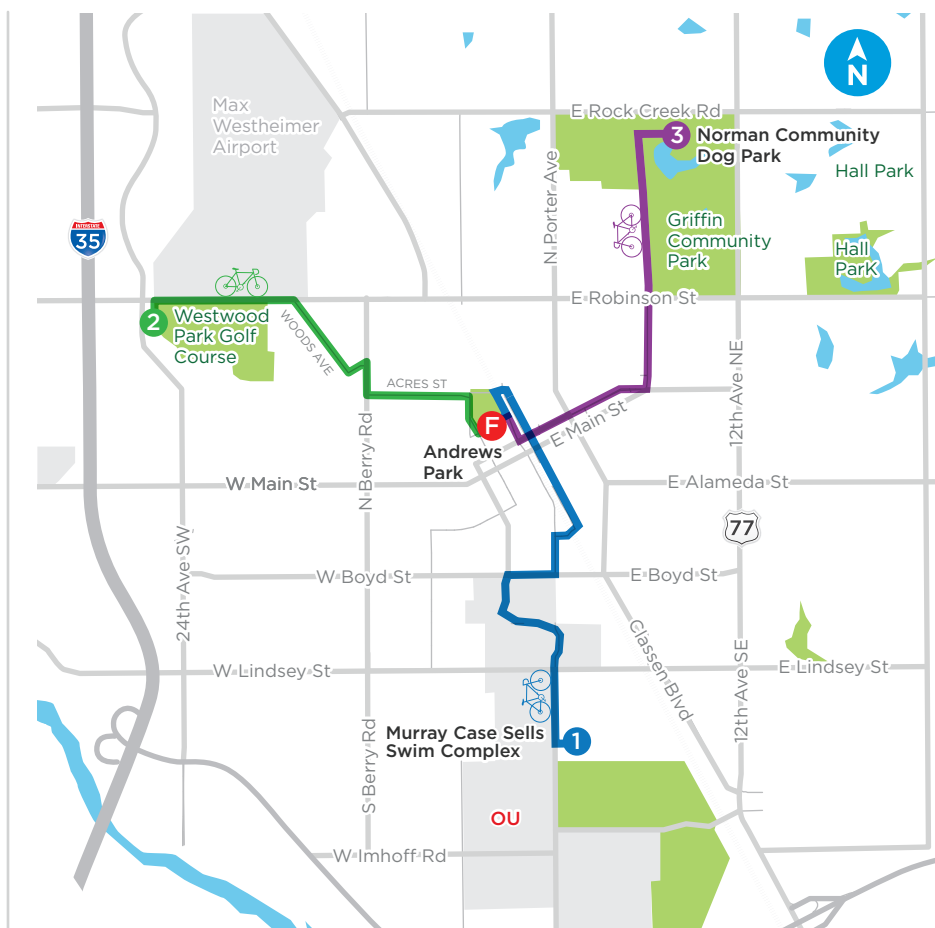 N
Max
Westheimer
Airport
E Rock Creek Rd
3
Norman Community
Dog Park
Hall Park
N Porter Ave
INTERSTATE
35
Griffin
Community
Park
Hall
ParK
E Robinson St
2
Westwood
Park Golf
Course
WOODS AVE
ACRES ST
12th Ave NE
F
E Main St
Andrews
Park
N Berry Rd
W Main St
E Alameda St
77
24th Ave SW
W Boyd St
E Boyd St
Classen Blvd
W Lindsey St
E Lindsey St
12th Ave SE
Murray Case Sells
Swim Complex
1
S Berry Rd
OU
W Imhoff Rd